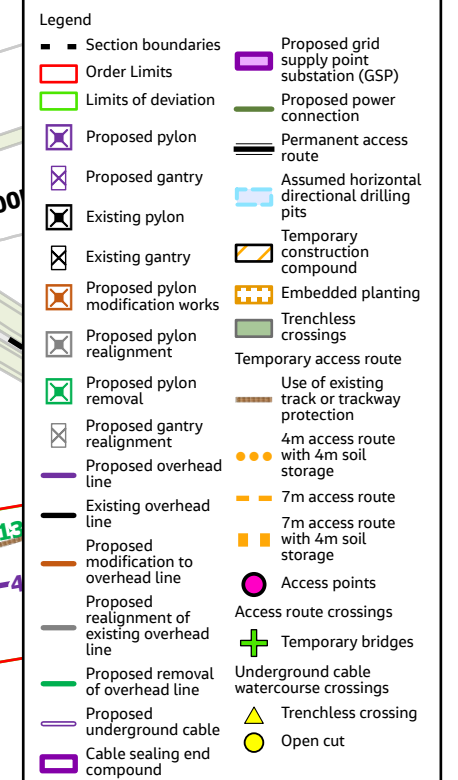 Legend
Section boundaries
Order Limits
Limits of deviation
Proposed pylon
Proposed gantry
Existing pylon
Existing gantry
Proposed pylon
modification works
Proposed pylon
realignment
Proposed pylon
removal
Proposed gantry
realignment
Proposed overhead
line
Existing overhead
line
Proposed
modification to
overhead line
Proposed
realignment of
existing overhead
line
Proposed removal
of overhead line
Proposed
underground cable
Cable sealing end
compound
Proposed grid
supply point
substation (GSP)
Proposed power
connection
Permanent access
route
Assumed horizontal
directional drilling
pits
Temporary
construction
compound
Embedded planting
Trenchless
crossings
Temporary access route
Use of existing
track or trackway
protection
4m access route
with 4m soil
storage
7m access route
7m access route
with 4m soil
storage
Access points
Access route crossings
Temporary bridges
Underground cable
watercourse crossings
Trenchless crossing
Open cut
13